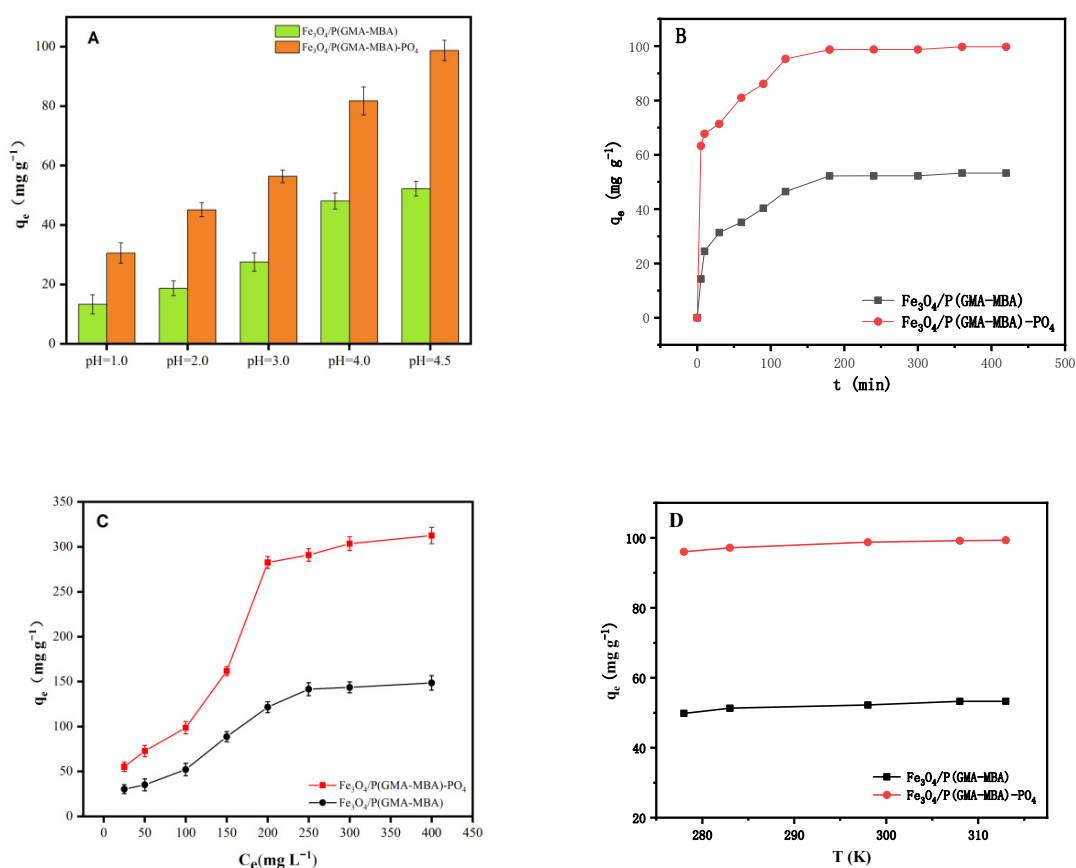 A
Fe₃O₄/P(GMA-MBA)
Fe₃O₄/P(GMA-MBA)-PO₄
100
80
60
40
20
0
qₑ (mg g⁻¹)
pH=1.0 pH=2.0 pH=3.0 pH=4.0 pH=4.5
B
100
80
60
40
20
0
qₑ (mg g⁻¹)
Fe₃O₄/P(GMA-MBA)
Fe₃O₄/P(GMA-MBA)-PO₄
0 100 200 300 400 500
t (min)
C
350
300
250
200
150
100
50
0
qₑ (mg g⁻¹)
Fe₃O₄/P(GMA-MBA)-PO₄
Fe₃O₄/P(GMA-MBA)
0 50 100 150 200 250 300 350 400 450
Cₑ(mg L⁻¹)
D
100
80
60
40
20
qₑ (mg g⁻¹)
Fe₃O₄/P(GMA-MBA)
Fe₃O₄/P(GMA-MBA)-PO₄
280 290 300 310
T (K)